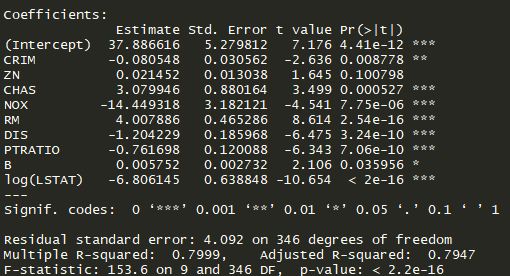 Coefficients:
Estimate Std. Error t value Pr(>|t|)
(Intercept) 37.886616 5.279812 7.176 4.41e-12 ***
CRIM -0.080548 0.030562 -2.636 0.008778 **
ZN 0.021452 0.013038 1.645 0.100798
CHAS 3.079946 0.880164 3.499 0.000527 ***
NOX -14.449318 3.182121 -4.541 7.75e-06 ***
RM 4.007886 0.465286 8.614 2.54e-16 ***
DIS -1.204229 0.185968 -6.475 3.24e-10 ***
PTRATIO -0.761698 0.120088 -6.343 7.06e-10 ***
B 0.005752 0.002732 2.106 0.035956 *
log(LSTAT) -6.806145 0.638848 -10.654 < 2e-16 ***
---
Signif. codes: 0 ‘***’ 0.001 ‘**’ 0.01 ‘*’ 0.05 ‘.’ 0.1 ‘ ’ 1
Residual standard error: 4.092 on 346 degrees of freedom
Multiple R-squared: 0.7999, Adjusted R-squared: 0.7947
F-statistic: 153.6 on 9 and 346 DF, p-value: < 2.2e-16